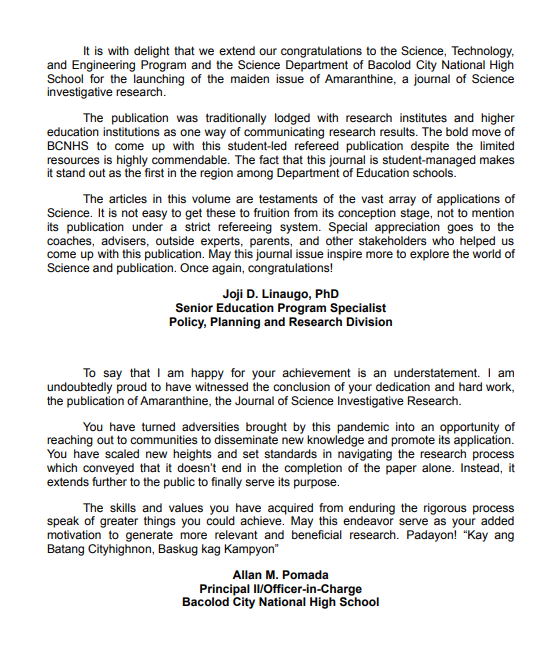 It is with delight that we extend our congratulations to the Science, Technology,
and Engineering Program and the Science Department of Bacolod City National High
School for the launching of the maiden issue of Amaranthine, a journal of Science
investigative research.
The publication was traditionally lodged with research institutes and higher
education institutions as one way of communicating research results. The bold move of
BCNHS to come up with this student-led refereed publication despite the limited
resources is highly commendable. The fact that this journal is student-managed makes
it stand out as the first in the region among Department of Education schools.
The articles in this volume are testaments of the vast array of applications of
Science. It is not easy to get these to fruition from its conception stage, not to mention
its publication under a strict refereeing system. Special appreciation goes to the
coaches, advisers, outside experts, parents, and other stakeholders who helped us
come up with this publication. May this journal issue inspire more to explore the world of
Science and publication. Once again, congratulations!
Joji D. Linaugo, PhD
Senior Education Program Specialist
Policy, Planning and Research Division
To say that I am happy for your achievement is an understatement. I am
undoubtedly proud to have witnessed the conclusion of your dedication and hard work,
the publication of Amaranthine, the Journal of Science Investigative Research.
You have turned adversities brought by this pandemic into an opportunity of
reaching out to communities to disseminate new knowledge and promote its application.
You have scaled new heights and set standards in navigating the research process
which conveyed that it doesn’t end in the completion of the paper alone. Instead, it
extends further to the public to finally serve its purpose.
The skills and values you have acquired from enduring the rigorous process
speak of greater things you could achieve. May this endeavor serve as your added
motivation to generate more relevant and beneficial research. Padayon! “Kay ang
Batang Cityhighnon, Baskug kag Kampyon”
Allan M. Pomada
Principal II/Officer-in-Charge
Bacolod City National High School